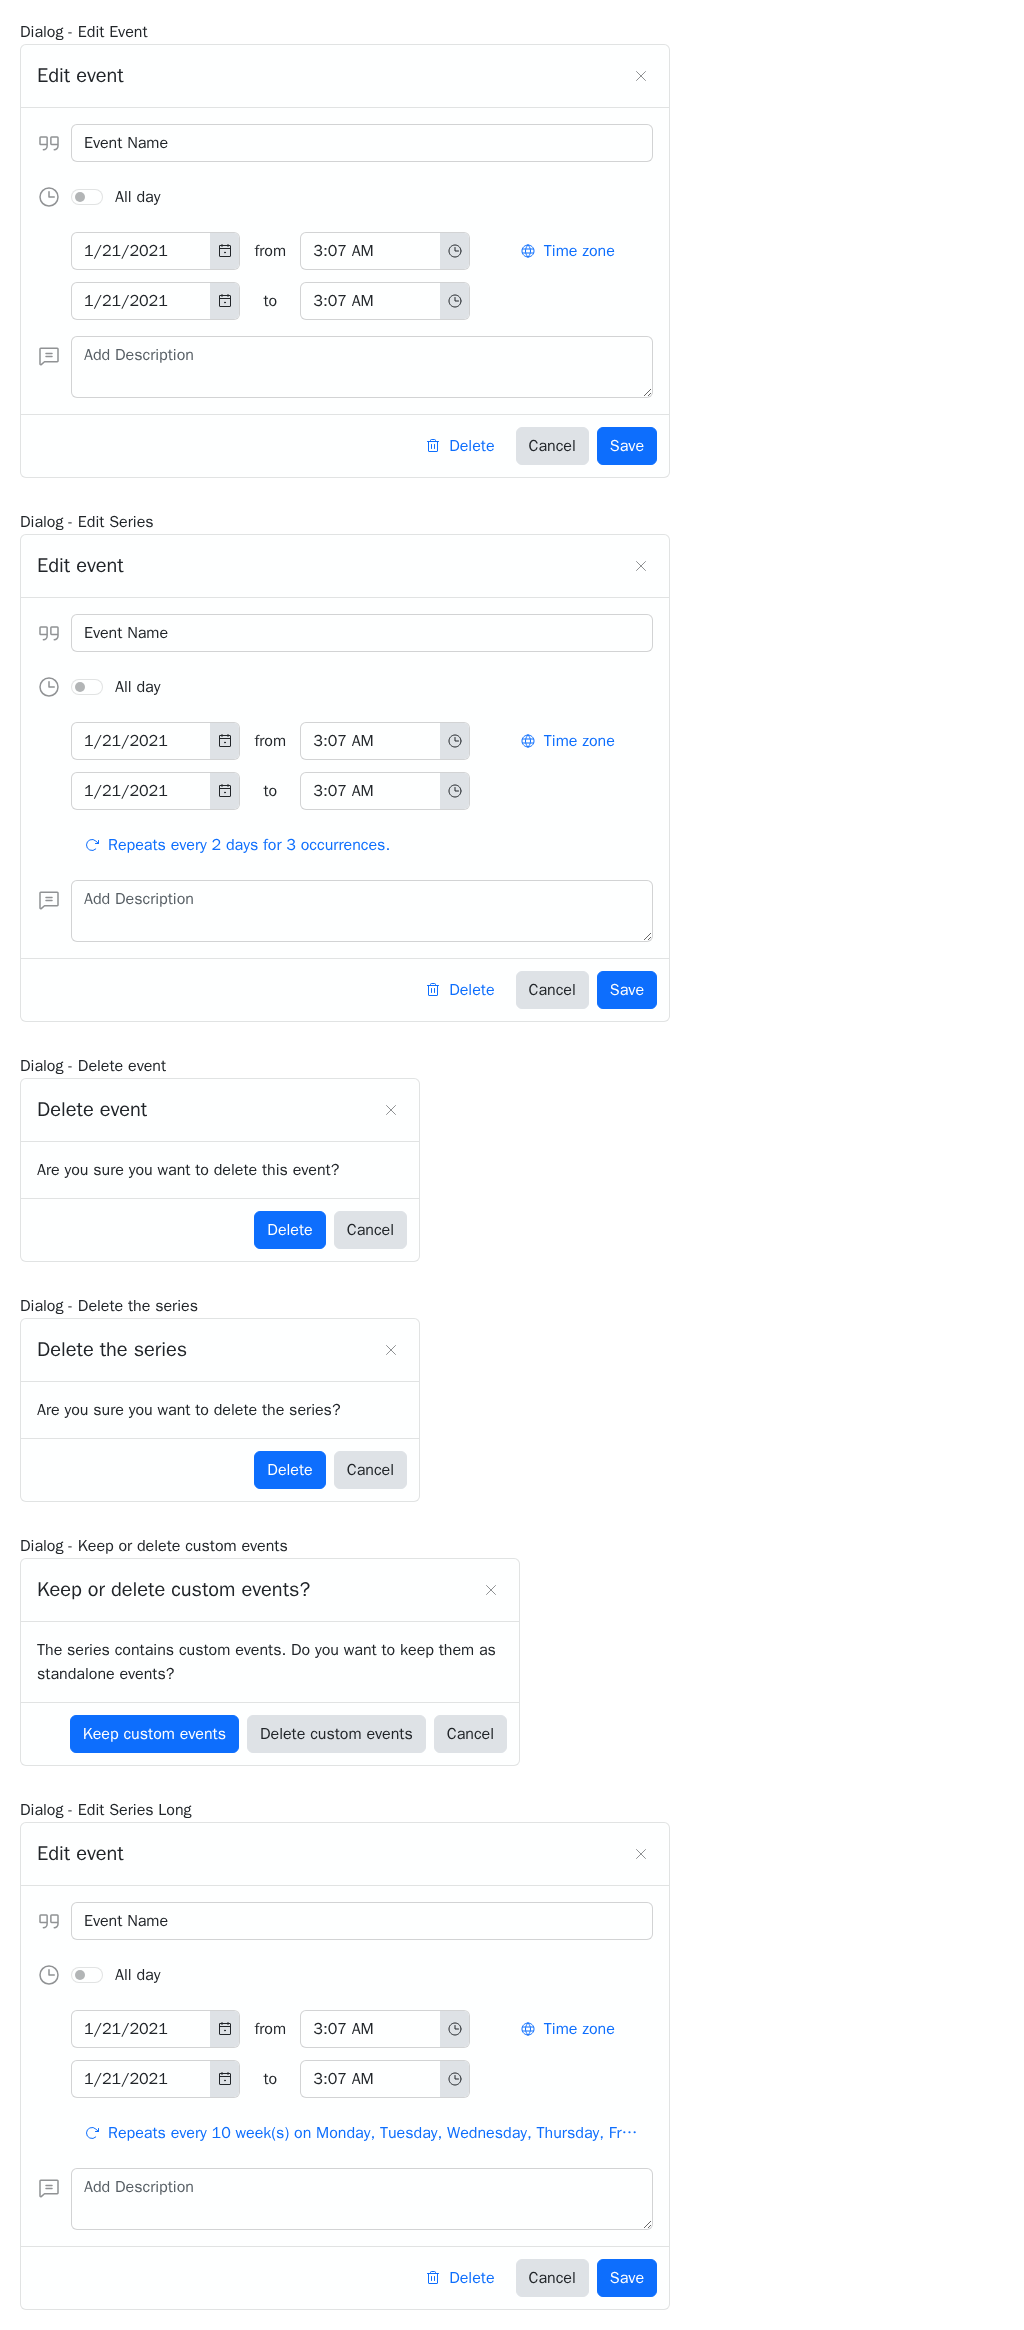 Dialog - Edit Event
Edit event
Event Name
All day
1/21/2021 from 3:07 AM Time zone
1/21/2021 to 3:07 AM
Add Description
Delete Cancel Save
Dialog - Edit Series
Edit event
Event Name
All day
1/21/2021 from 3:07 AM Time zone
1/21/2021 to 3:07 AM
Repeats every 2 days for 3 occurrences.
Add Description
Delete Cancel Save
Dialog - Delete event
Delete event
Are you sure you want to delete this event?
Delete Cancel
Dialog - Delete the series
Delete the series
Are you sure you want to delete the series?
Delete Cancel
Dialog - Keep or delete custom events
Keep or delete custom events?
The series contains custom events. Do you want to keep them as
standalone events?
Keep custom events Delete custom events Cancel
Dialog - Edit Series Long
Edit event
Event Name
All day
1/21/2021 from 3:07 AM Time zone
1/21/2021 to 3:07 AM
Repeats every 10 week(s) on Monday, Tuesday, Wednesday, Thursday, Fr...
Add Description
Delete Cancel Save